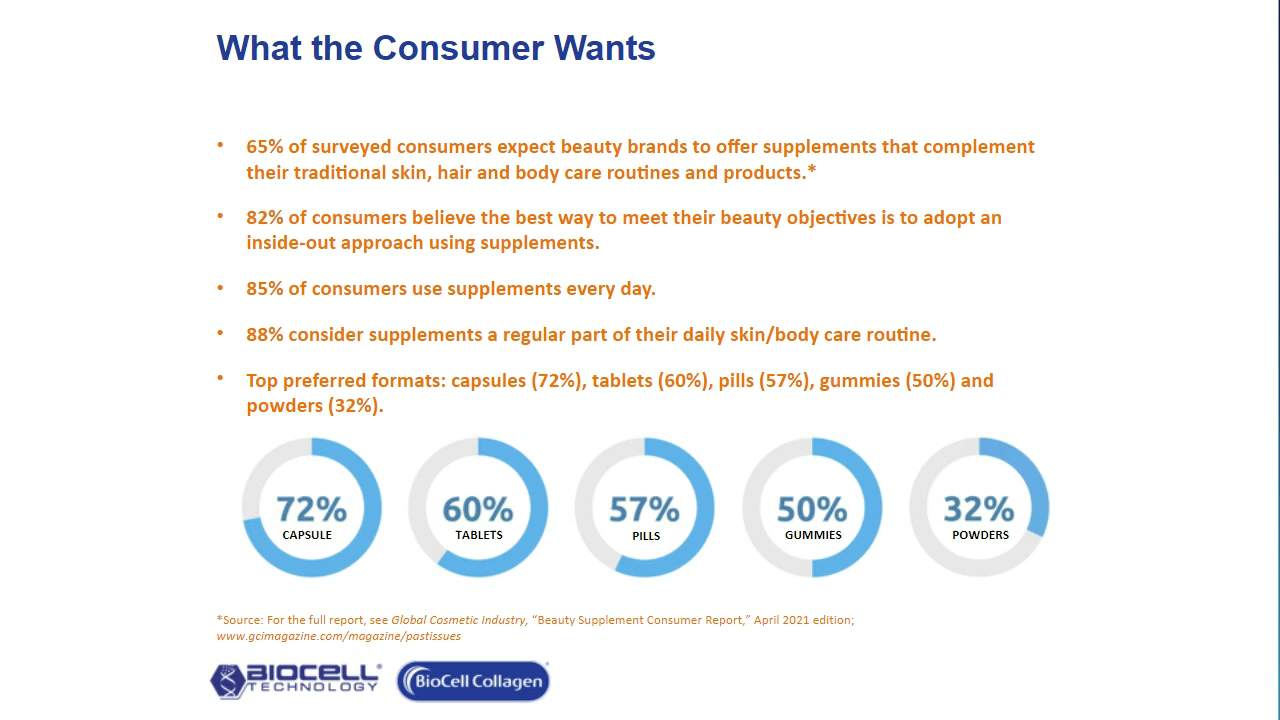 What the Consumer Wants
• 65% of surveyed consumers expect beauty brands to offer supplements that complement
their traditional skin, hair and body care routines and products.*
• 82% of consumers believe the best way to meet their beauty objectives is to adopt an
inside-out approach using supplements.
• 85% of consumers use supplements every day.
• 88% consider supplements a regular part of their daily skin/body care routine.
• Top preferred formats: capsules (72%), tablets (60%), pills (57%), gummies (50%) and
powders (32%).
72%
CAPSULE
60%
TABLETS
57%
PILLS
50%
GUMMIES
32%
POWDERS
*Source: For the full report, see Global Cosmetic Industry, “Beauty Supplement Consumer Report,” April 2021 edition;
www.gcimagazine.com/magazine/pastissues
BIOCELL®
TECHNOLOGY
BioCell Collagen